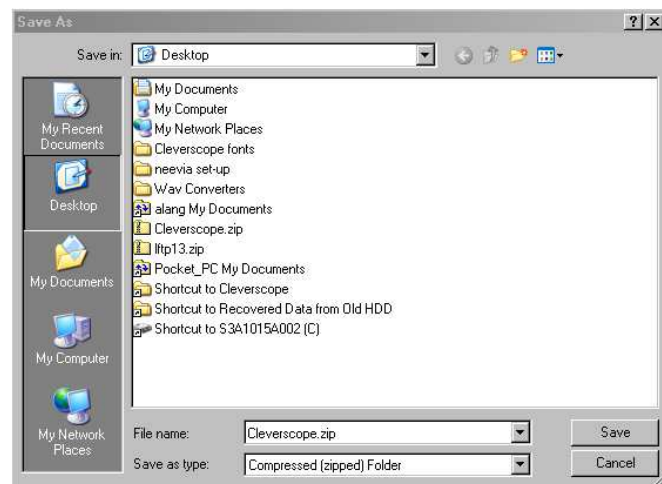 Save As
Save in: Desktop
My Recent
Documents
Desktop
My Documents
My Computer
My Network
Places
My Documents
My Computer
My Network Places
Cleverscope fonts
neevia set-up
Wav Converters
alang My Documents
Cleverscope.zip
lftp13.zip
Pocket_PC My Documents
Shortcut to Cleverscope
Shortcut to Recovered Data from Old HDD
Shortcut to S3A1015A002 (C)
File name: Cleverscope.zip Save
Save as type: Compressed (zipped) Folder Cancel